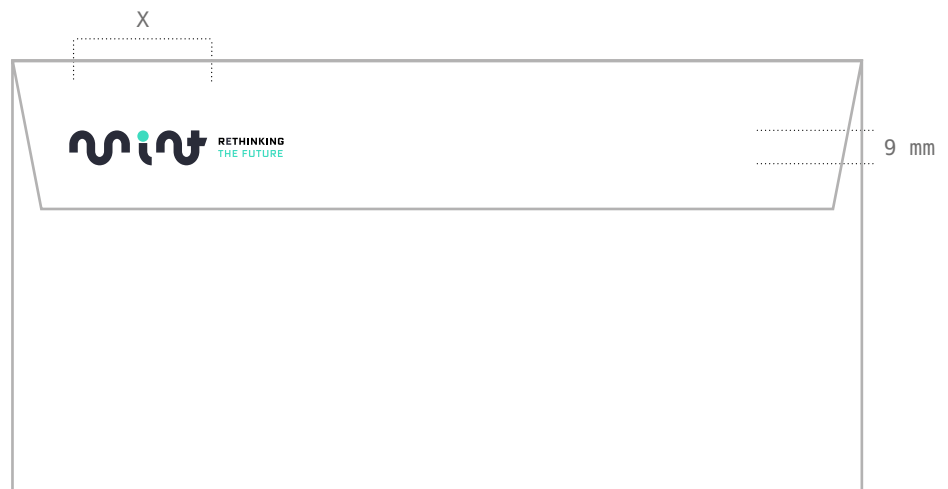 X
mint
RETHINKING
THE FUTURE
9 mm